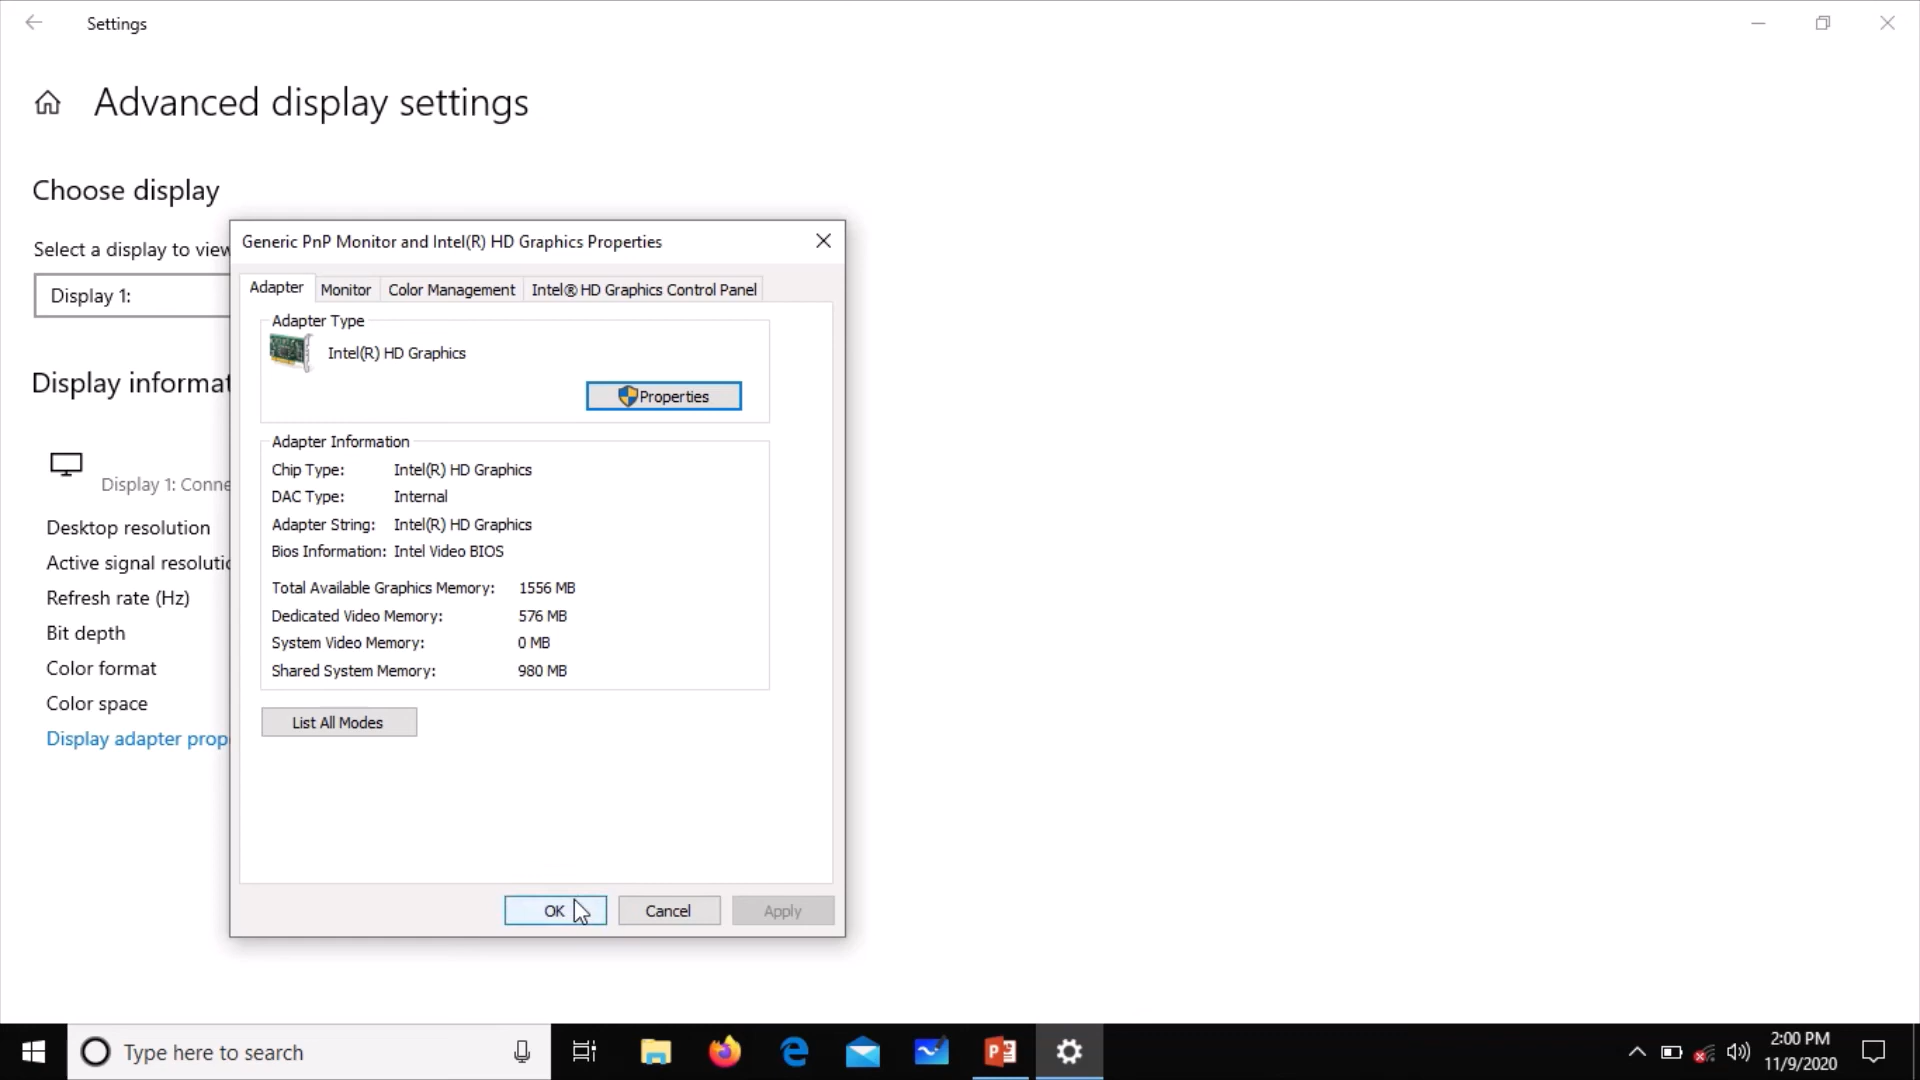 Settings
Advanced display settings
Choose display
Select a display to view
Display 1:
Generic PnP Monitor and Intel(R) HD Graphics Properties
Adapter
Monitor
Color Management
Intel® HD Graphics Control Panel
Adapter Type
Intel(R) HD Graphics
Properties
Display informat
Adapter Information
Chip Type: Intel(R) HD Graphics
DAC Type: Internal
Adapter String: Intel(R) HD Graphics
Bios Information: Intel Video BIOS
Total Available Graphics Memory: 1556 MB
Dedicated Video Memory: 576 MB
System Video Memory: 0 MB
Shared System Memory: 980 MB
List All Modes
OK
Cancel
Apply
Display 1: Conne
Desktop resolution
Active signal resolutio
Refresh rate (Hz)
Bit depth
Color format
Color space
Display adapter prop
Type here to search
2:00 PM
11/9/2020